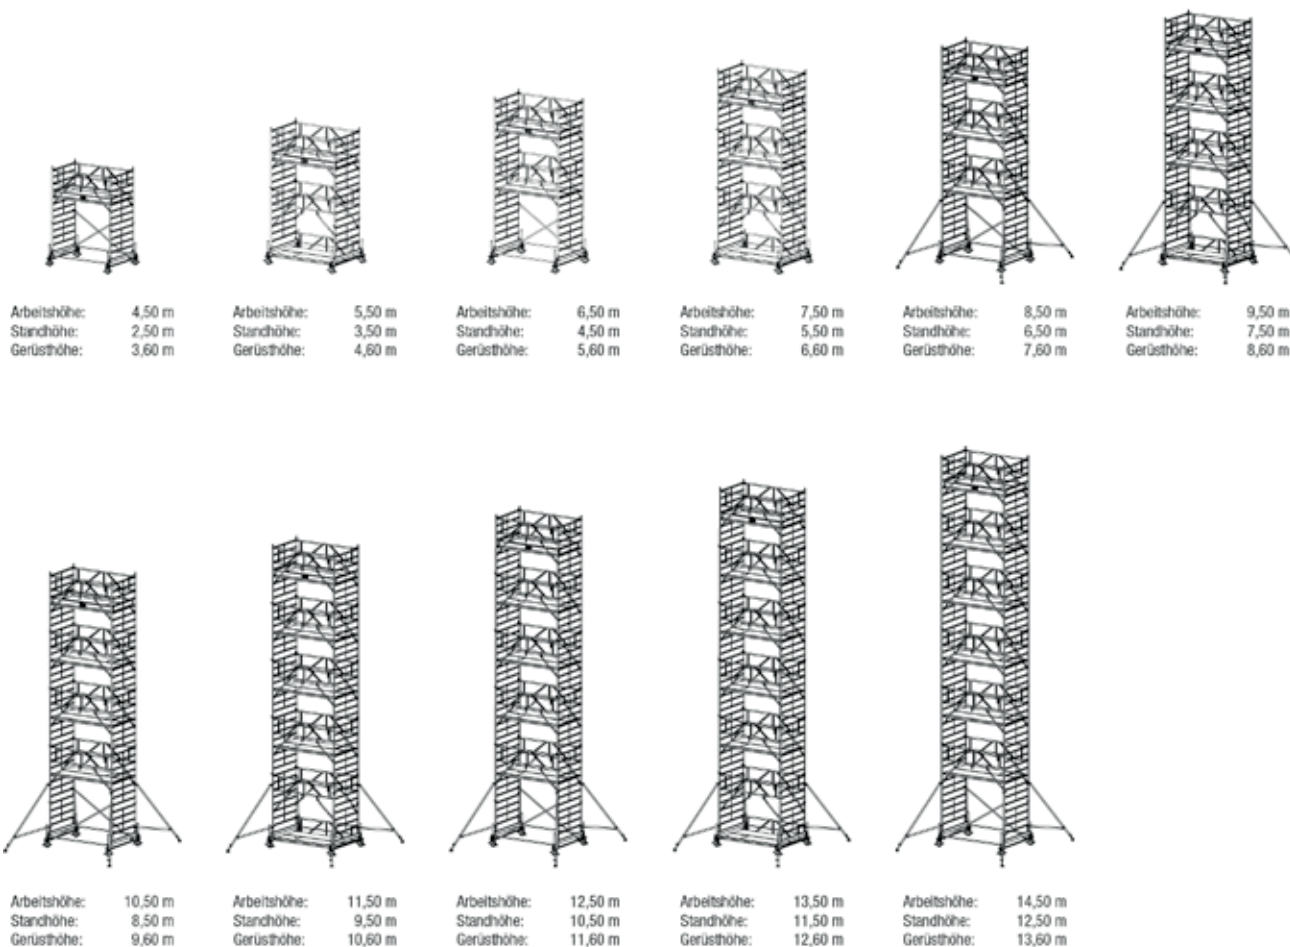 Arbeitshöhe: 4,50 m
Standhöhe: 2,50 m
Gerüsthöhe: 3,60 m
Arbeitshöhe: 5,50 m
Standhöhe: 3,50 m
Gerüsthöhe: 4,60 m
Arbeitshöhe: 6,50 m
Standhöhe: 4,50 m
Gerüsthöhe: 5,60 m
Arbeitshöhe: 7,50 m
Standhöhe: 5,50 m
Gerüsthöhe: 6,60 m
Arbeitshöhe: 8,50 m
Standhöhe: 6,50 m
Gerüsthöhe: 7,60 m
Arbeitshöhe: 9,50 m
Standhöhe: 7,50 m
Gerüsthöhe: 8,60 m
Arbeitshöhe: 10,50 m
Standhöhe: 8,50 m
Gerüsthöhe: 9,60 m
Arbeitshöhe: 11,50 m
Standhöhe: 9,50 m
Gerüsthöhe: 10,60 m
Arbeitshöhe: 12,50 m
Standhöhe: 10,50 m
Gerüsthöhe: 11,60 m
Arbeitshöhe: 13,50 m
Standhöhe: 11,50 m
Gerüsthöhe: 12,60 m
Arbeitshöhe: 14,50 m
Standhöhe: 12,50 m
Gerüsthöhe: 13,60 m